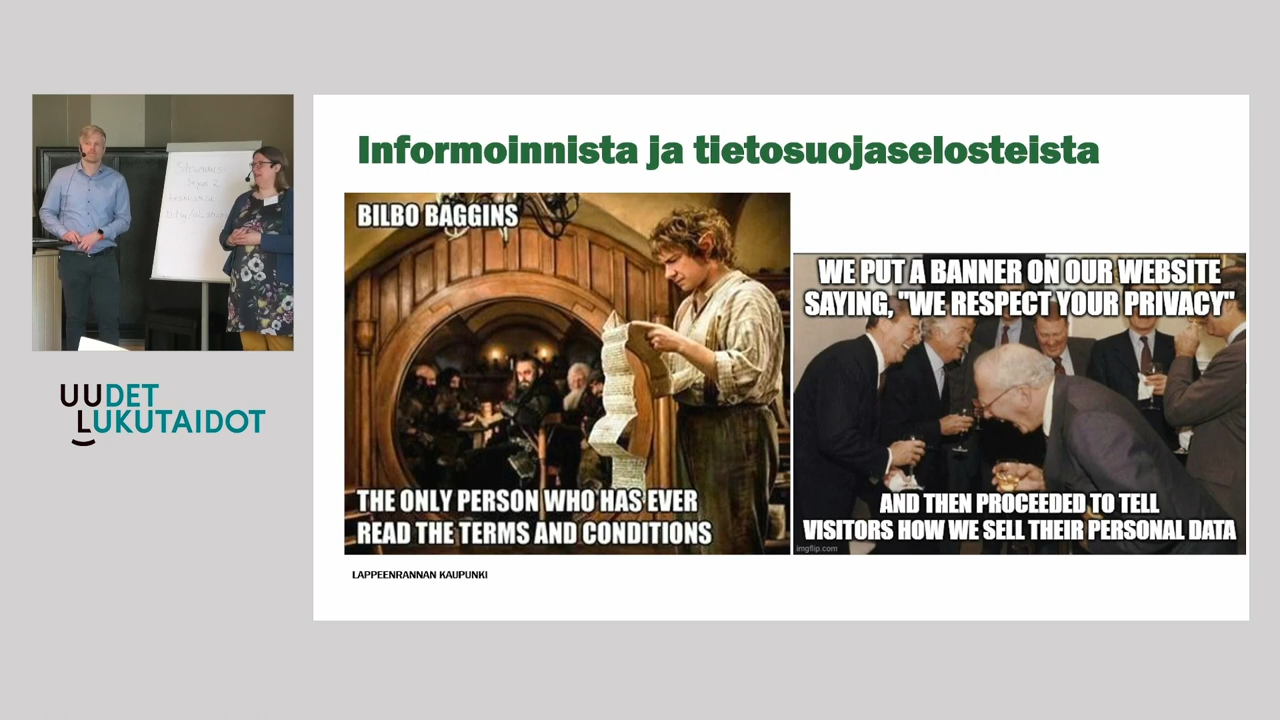 Informoinnista ja tietosuojaselosteista
BILBO BAGGINS
THE ONLY PERSON WHO HAS EVER
READ THE TERMS AND CONDITIONS
WE PUT A BANNER ON OUR WEBSITE
SAYING, "WE RESPECT YOUR PRIVACY"
AND THEN PROCEEDED TO TELL
VISITORS HOW WE SELL THEIR PERSONAL DATA
imgflip.com
LAPPEENRANNAN KAUPUNKI
UUDET
LUKUTAIDOT